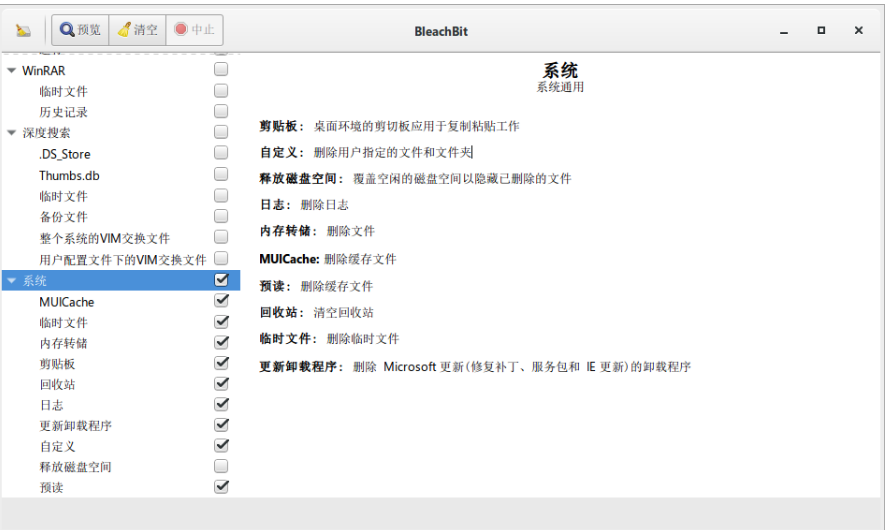 预览
清空
中止
BleachBit
WinRAR
临时文件
历史记录
深度搜索
.DS_Store
Thumbs.db
临时文件
备份文件
整个系统的VIM交换文件
用户配置文件下的VIM交换文件
系统
MUICache
临时文件
内存转储
剪贴板
回收站
日志
更新卸载程序
自定义
释放磁盘空间
预读
系统
系统通用
剪贴板: 桌面环境的剪切板应用于复制粘贴工作
自定义: 删除用户指定的文件和文件夹
释放磁盘空间: 覆盖空闲的磁盘空间以隐藏已删除的文件
日志: 删除日志
内存转储: 删除文件
MUICache: 删除缓存文件
预读: 删除缓存文件
回收站: 清空回收站
临时文件: 删除临时文件
更新卸载程序: 删除 Microsoft 更新(修复补丁、服务包和 IE 更新)的卸载程序